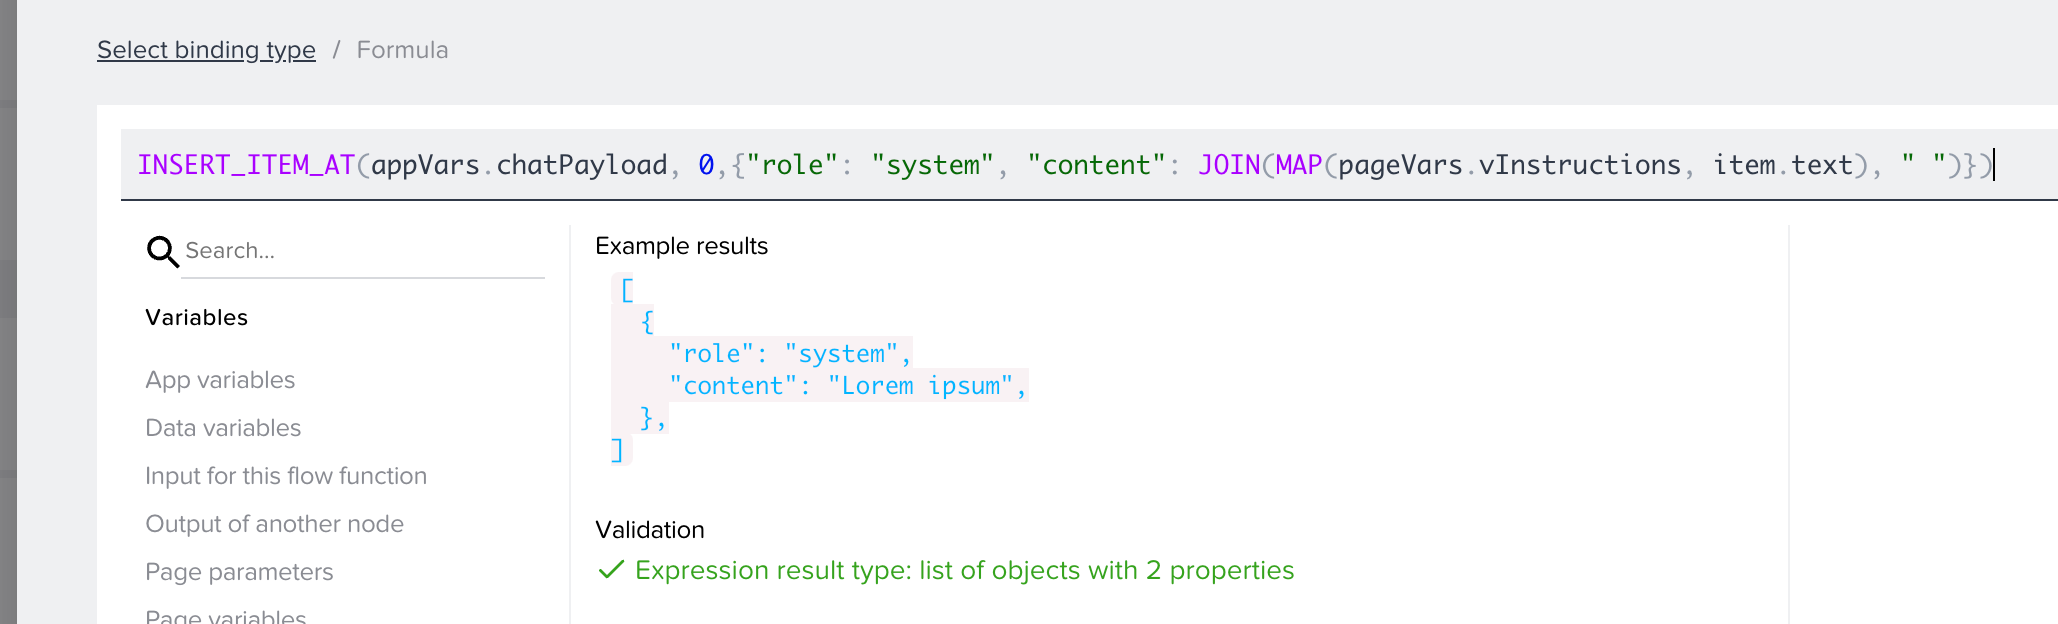 Select binding type / Formula
INSERT_ITEM_AT(appVars.chatPayload, 0,{"role": "system", "content": JOIN(MAP(pageVars.vInstructions, item.text), " ")})
Search...
Variables
App variables
Data variables
Input for this flow function
Output of another node
Page parameters
Page variables
Example results
[
{
"role": "system",
"content": "Lorem ipsum",
},
]
Validation
Expression result type: list of objects with 2 properties